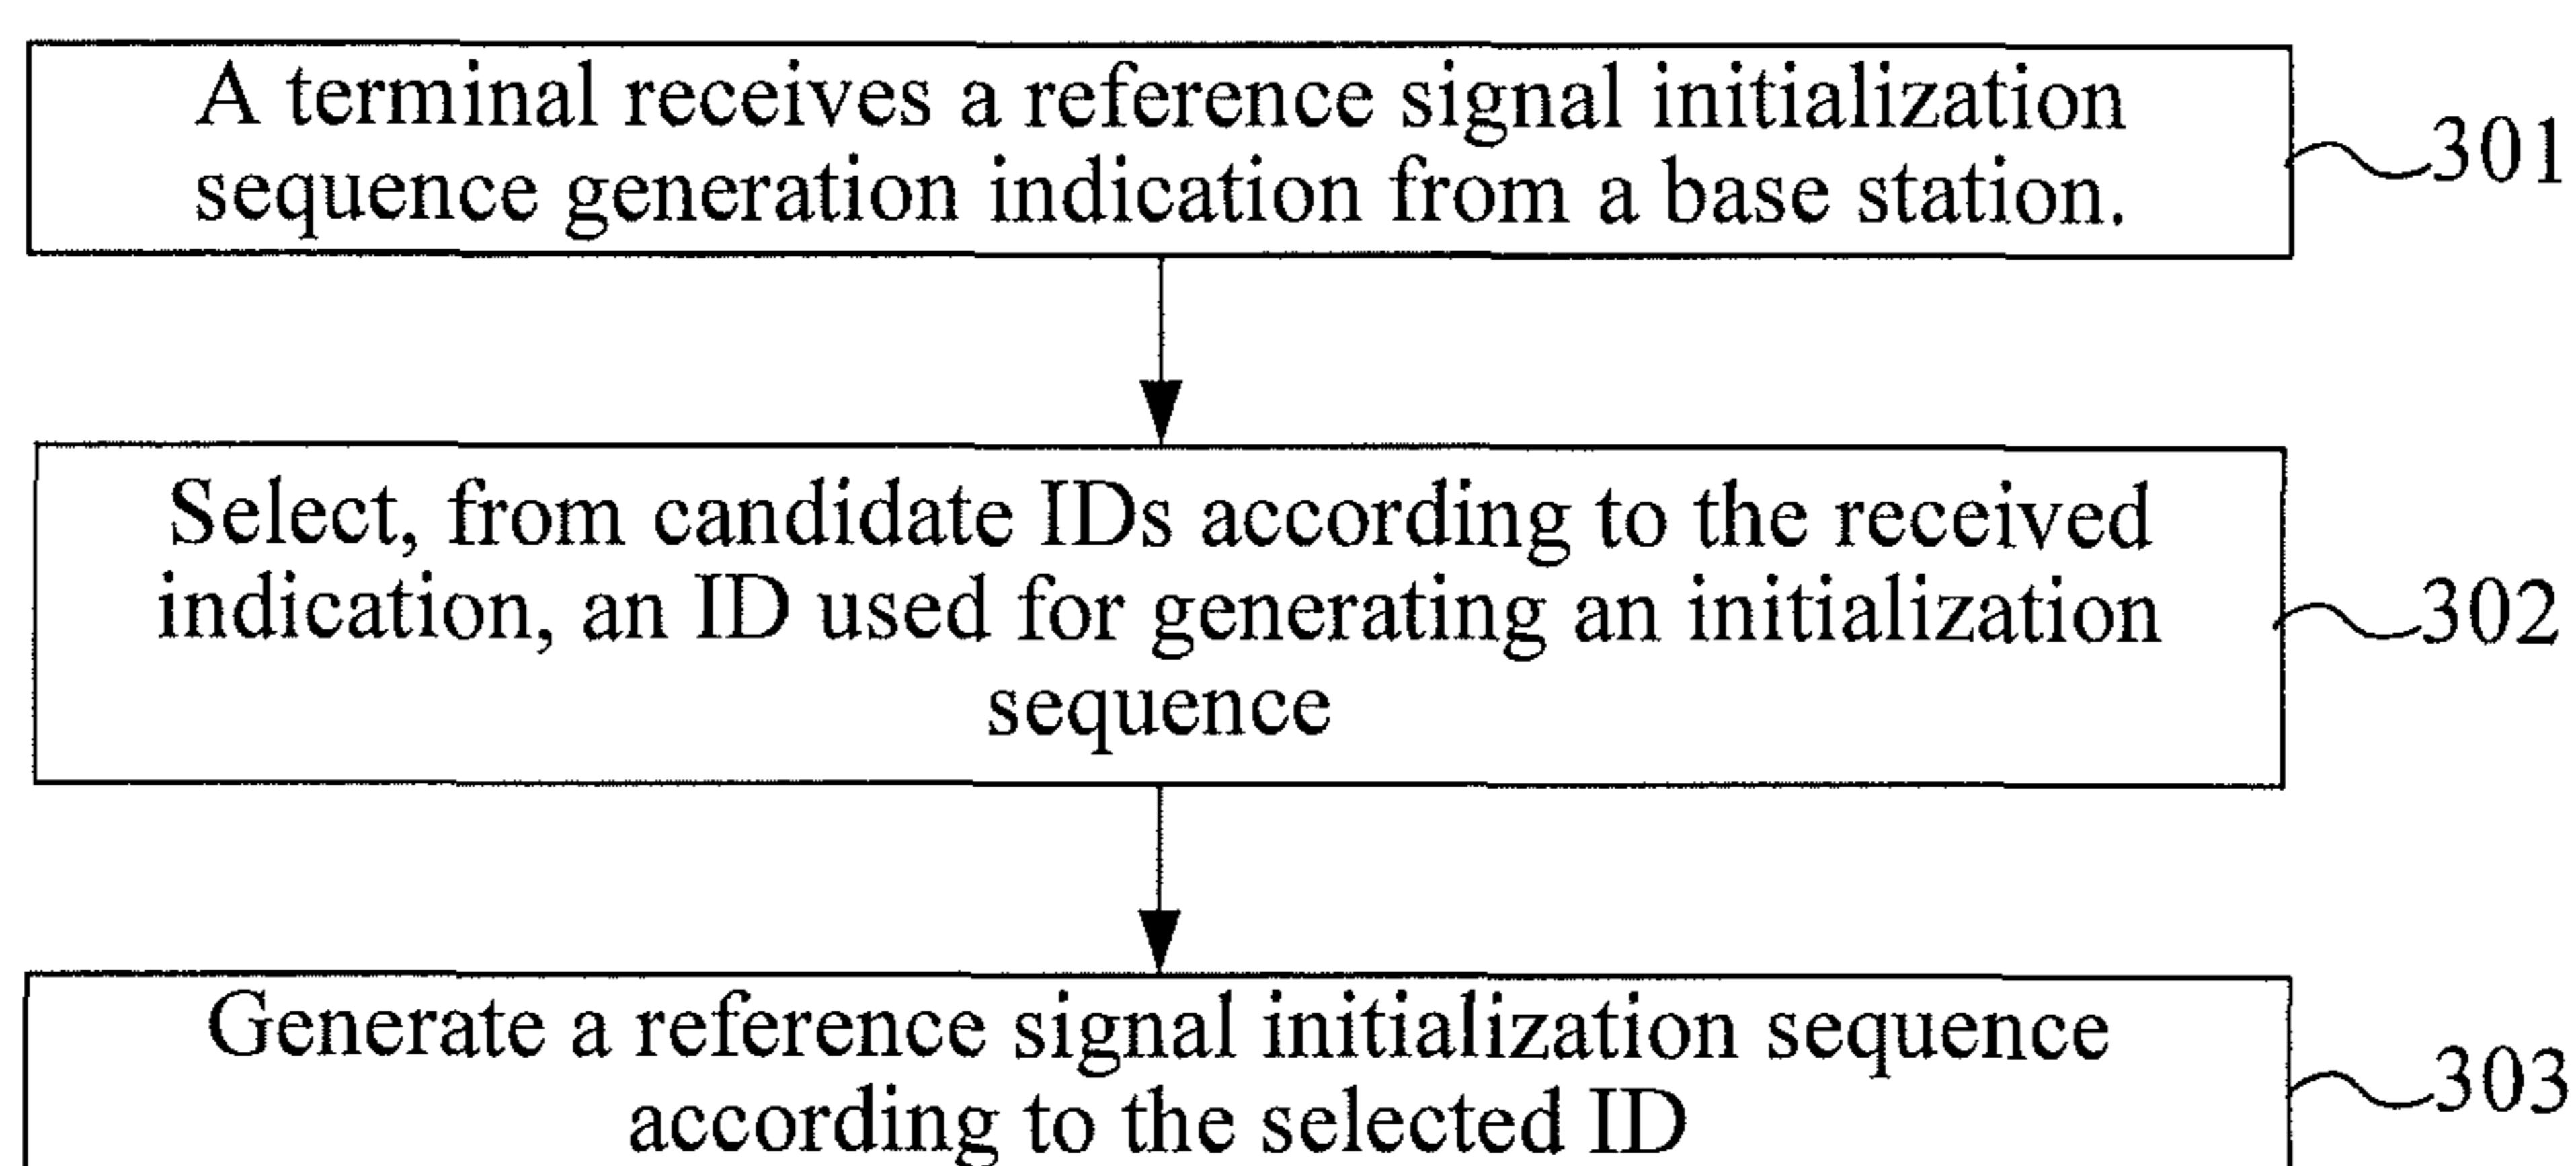 A terminal receives a reference signal initialization
sequence generation indication from a base station.
301
Select, from candidate IDs according to the received
indication, an ID used for generating an initialization
sequence
302
Generate a reference signal initialization sequence
according to the selected ID
303